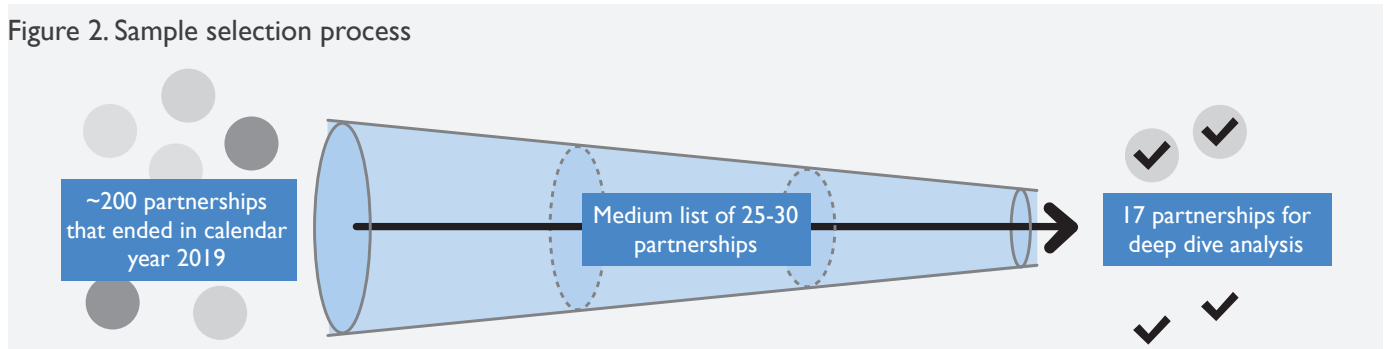 Figure 2. Sample selection process
~200 partnerships
that ended in calendar
year 2019
Medium list of 25-30
partnerships
17 partnerships for
deep dive analysis